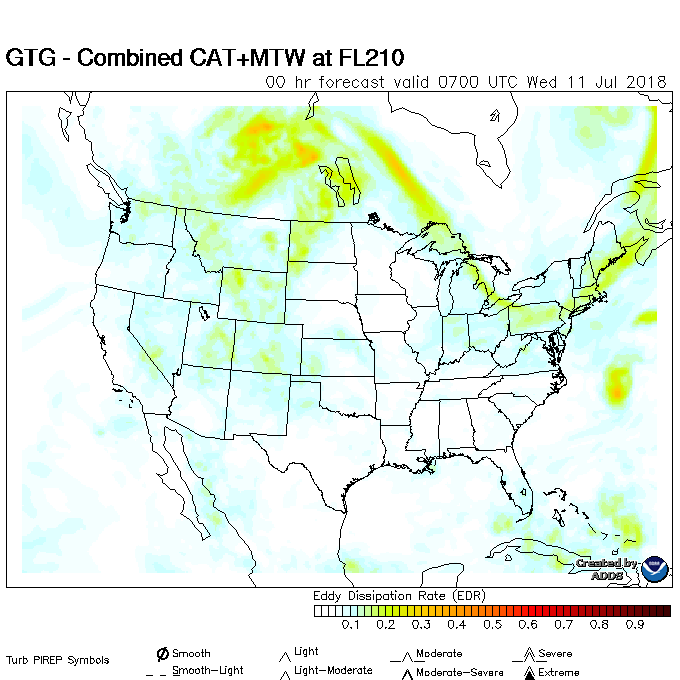 GTG - Combined CAT+MTW at FL210
00 hr forecast valid 0700 UTC Wed 11 Jul 2018
Created by
ADDS
Eddy Dissipation Rate (EDR)
0.1 0.2 0.3 0.4 0.5 0.6 0.7 0.8 0.9
Turb PIREP Symbols
Smooth Light Moderate Severe
Smooth-Light Light-Moderate Moderate-Severe Extreme